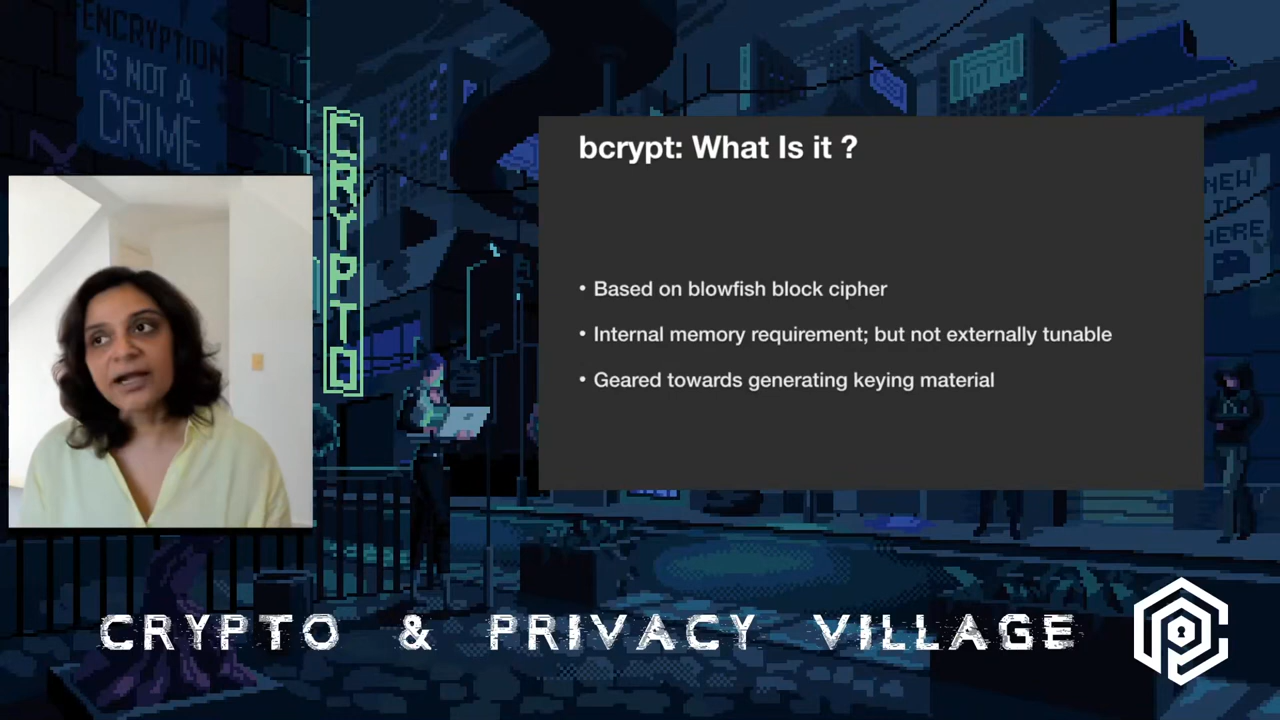 ENCRYPTION
IS NOT A
CRIME
CRYPTO
bcrypt: What Is it ?
• Based on blowfish block cipher
• Internal memory requirement; but not externally tunable
• Geared towards generating keying material
NEW
ID
HERE
CRYPTO & PRIVACY VILLAGE